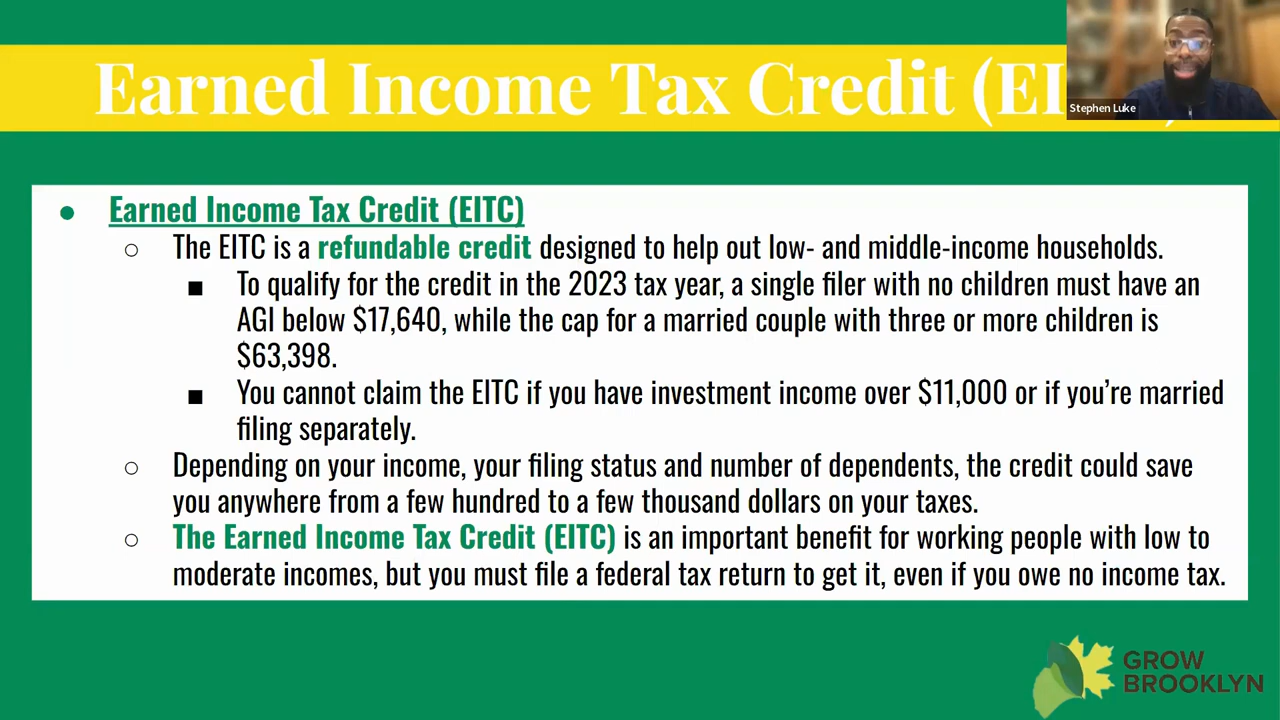 Earned Income Tax Credit (EI
Stephen Luke
● Earned Income Tax Credit (EITC)
○ The EITC is a refundable credit designed to help out low- and middle-income households.
■ To qualify for the credit in the 2023 tax year, a single filer with no children must have an
AGI below $17,640, while the cap for a married couple with three or more children is
$63,398.
■ You cannot claim the EITC if you have investment income over $11,000 or if you’re married
filing separately.
○ Depending on your income, your filing status and number of dependents, the credit could save
you anywhere from a few hundred to a few thousand dollars on your taxes.
○ The Earned Income Tax Credit (EITC) is an important benefit for working people with low to
moderate incomes, but you must file a federal tax return to get it, even if you owe no income tax.
GROW
BROOKLYN